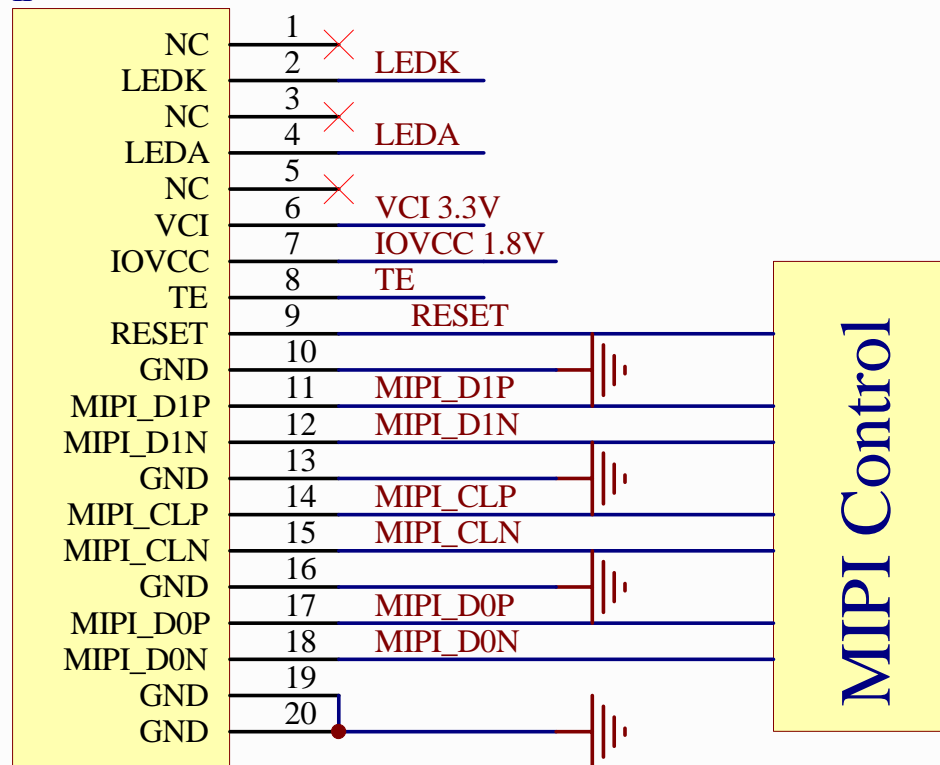 NC 1
LEDK 2 LEDK
NC 3
LEDA 4 LEDA
NC 5
VCI 6 VCI 3.3V
IOVCC 7 IOVCC 1.8V
TE 8 TE
RESET 9 RESET
GND 10
MIPI_D1P 11 MIPI_D1P
MIPI_D1N 12 MIPI_D1N
GND 13
MIPI_CLP 14 MIPI_CLP
MIPI_CLN 15 MIPI_CLN
GND 16
MIPI_D0P 17 MIPI_D0P
MIPI_D0N 18 MIPI_D0N
GND 19
GND 20
MIPI Control